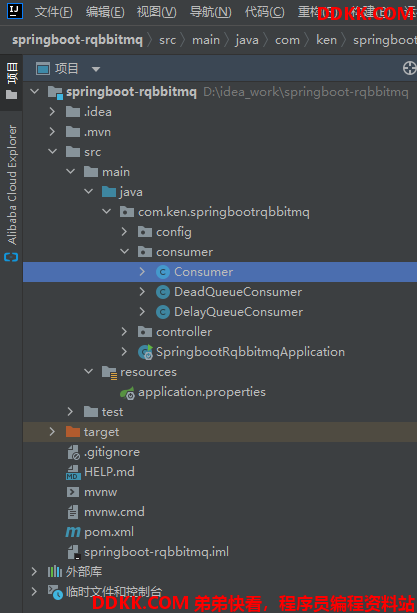 文件(F) 编辑(E) 视图(V) 导航(N) 代码(C) 重构(R) 构建(B)
DDKK.COM
springboot-rqbbitmq › src › main › java › com › ken › springboot
项目
项目
Alibaba Cloud Explorer
springboot-rqbbitmq D:\idea_work\springboot-rqbbitmq
.idea
.mvn
src
main
java
com.ken.springbootrqbbitmq
config
consumer
Consumer
DeadQueueConsumer
DelayQueueConsumer
controller
SpringbootRqbbitmqApplication
resources
application.properties
test
target
.gitignore
HELP.md
mvnw
mvnw.cmd
pom.xml
springboot-rqbbitmq.iml
外部库
临时文件和控制台
DDKK.COM 弟弟快看，程序员编程资料站